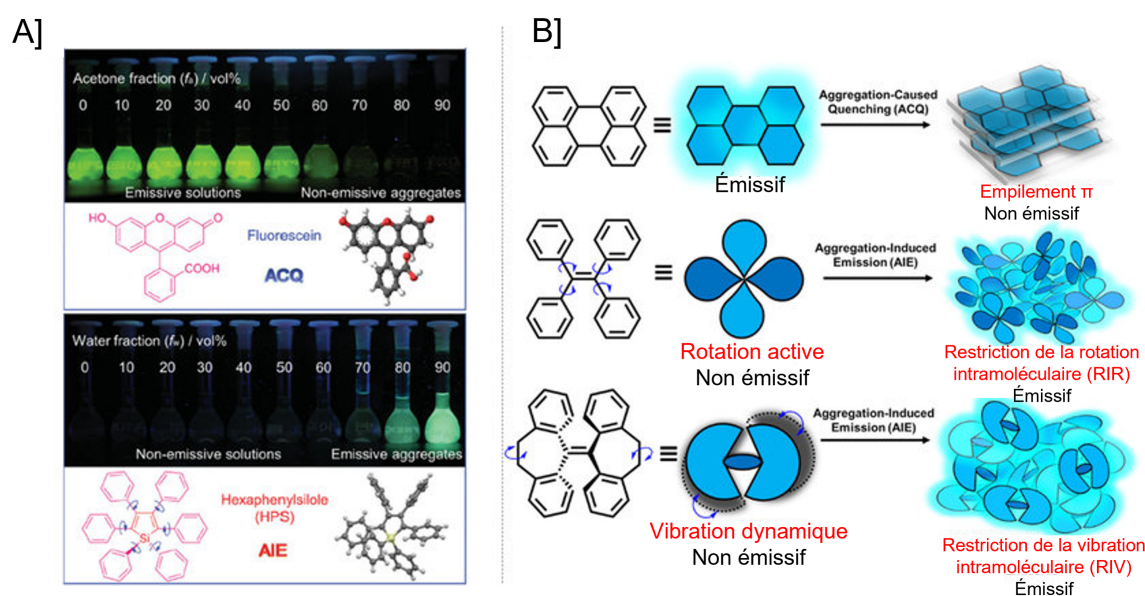 A]
Acetone fraction (fa) / vol%
0 10 20 30 40 50 60 70 80 90
Emissive solutions Non-emissive aggregates
HO
O
O
COOH
Fluorescein
ACQ
Water fraction (fw) / vol%
0 10 20 30 40 50 60 70 80 90
Non-emissive solutions Emissive aggregates
Si
Hexaphenylsilole
(HPS)
AIE
B]
≡
Émissif
Aggregation-Caused
Quenching (ACQ)
Empilement π
Non émissif
≡
Rotation active
Non émissif
Aggregation-Induced
Emission (AIE)
Restriction de la rotation
intramoléculaire (RIR)
Émissif
≡
Vibration dynamique
Non émissif
Aggregation-Induced
Emission (AIE)
Restriction de la vibration
intramoléculaire (RIV)
Émissif